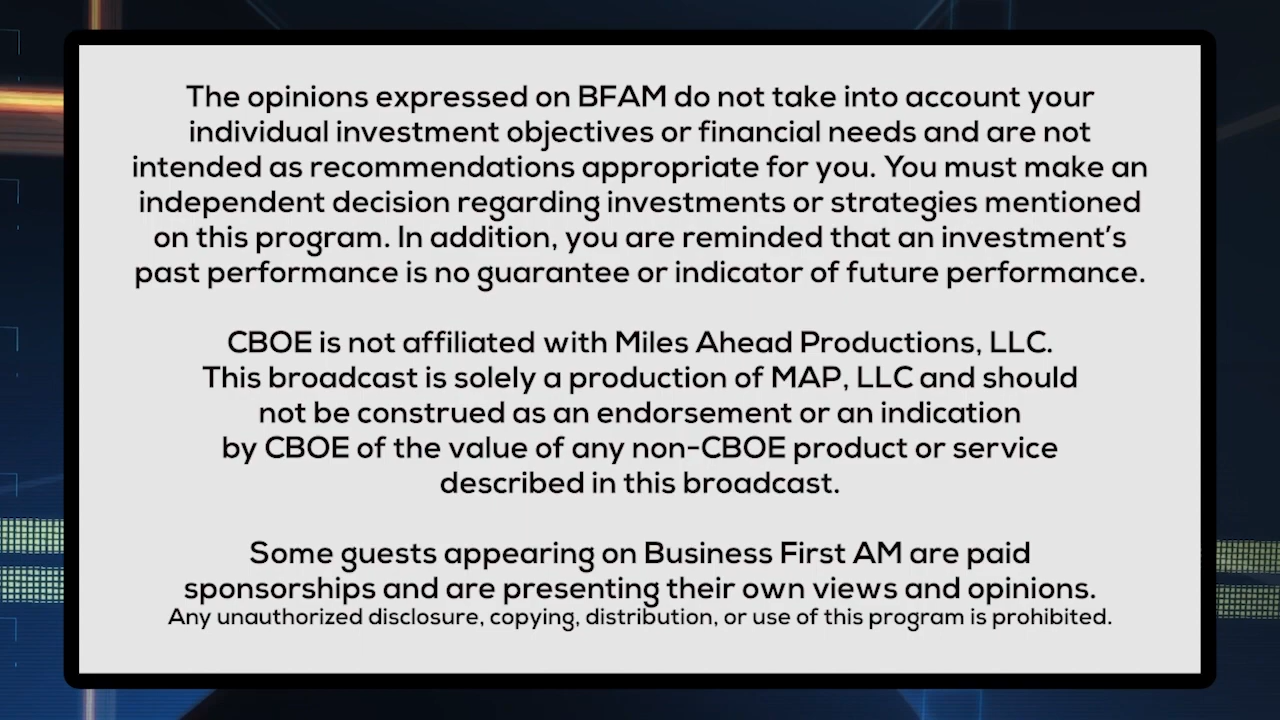 The opinions expressed on BFAM do not take into account your
individual investment objectives or financial needs and are not
intended as recommendations appropriate for you. You must make an
independent decision regarding investments or strategies mentioned
on this program. In addition, you are reminded that an investment's
past performance is no guarantee or indicator of future performance.
CBOE is not affiliated with Miles Ahead Productions, LLC.
This broadcast is solely a production of MAP, LLC and should
not be construed as an endorsement or an indication
by CBOE of the value of any non-CBOE product or service
described in this broadcast.
Some guests appearing on Business First AM are paid
sponsorships and are presenting their own views and opinions.
Any unauthorized disclosure, copying, distribution, or use of this program is prohibited.